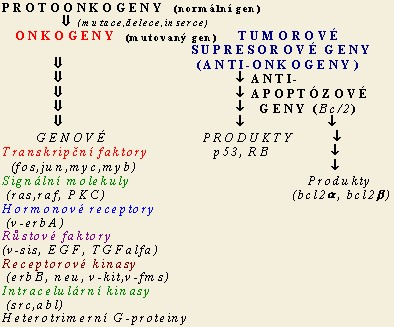 PROTOONKOGENY (normální gen)
⇓ (mutace,delece,inserce)
ONKOGENY (mutovaný gen)
TUMOROVÉ
SUPRESOROVÉ GENY
(ANTI-ONKOGENY)
ANTI-
APOPTÓZOVÉ
GENY (Bc/2)
GENOVÉ
PRODUKTY
Transkripční faktory
p53, RB
(fos,jun,myc,myb)
Signální molekuly
(ras,raf, PKC)
Produkty
(bcl2α, bcl2β)
Hormonové receptory
(v-erbA)
Růstové faktory
(v-sis, EGF, TGFalfa)
Receptorové kinasy
(erbB, neu, v-kit,v-fms)
Intracelulární kinasy
(src,abl)
Heterotrimerní G-proteiny